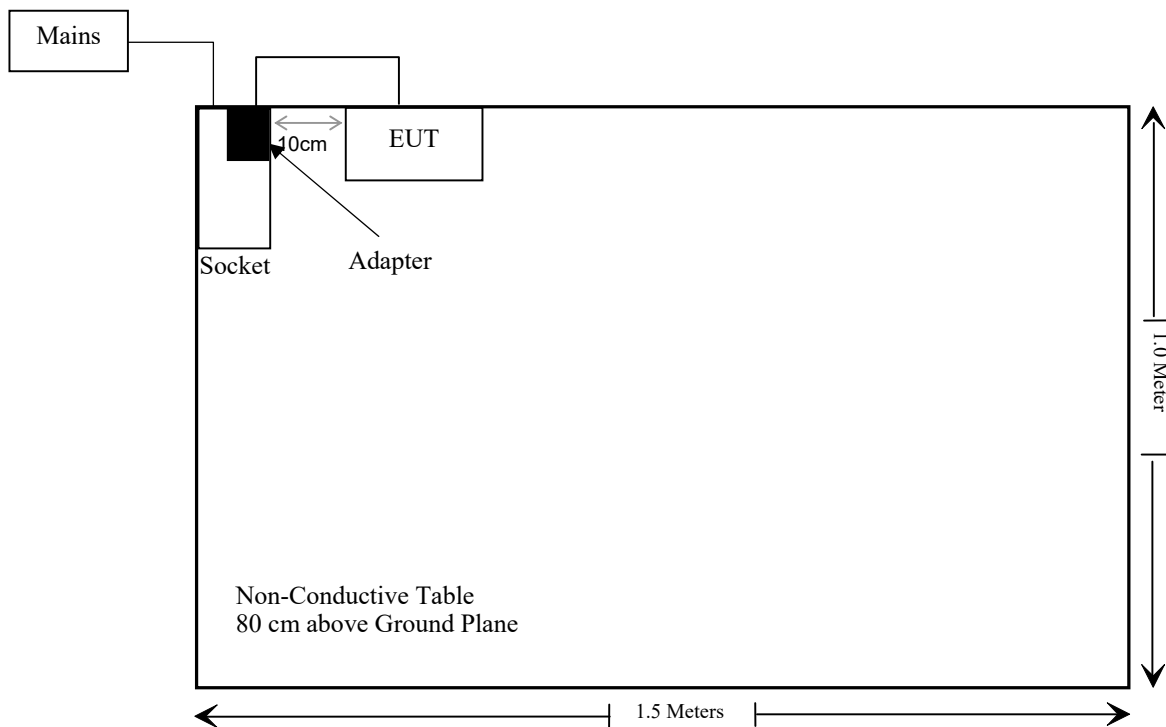 Mains
10cm
EUT
Socket
Adapter
1.0 Meter
Non-Conductive Table
80 cm above Ground Plane
1.5 Meters